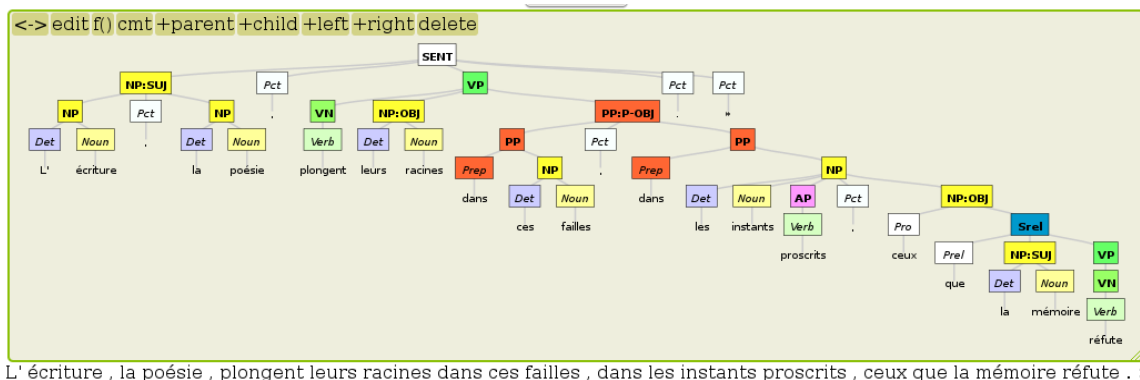 <-> edit f() cmt +parent +child +left +right delete
SENT
NP:SUJ Pct VP Pct Pct
NP Pct NP , VN NP:OBJ PP:P-OBJ . *
Det Noun , Det Noun Verb Det Noun PP Pct PP
L' écriture la poésie plongent leurs racines Prep NP , Prep NP
dans Det Noun dans Det Noun AP Pct NP:OBJ
ces failles les instants Verb , Pro Srel
proscrits ceux Prel NP:SUJ VP
que Det Noun VN
la mémoire Verb
réfute
L' écriture , la poésie , plongent leurs racines dans ces failles , dans les instants proscrits , ceux que la mémoire réfute .